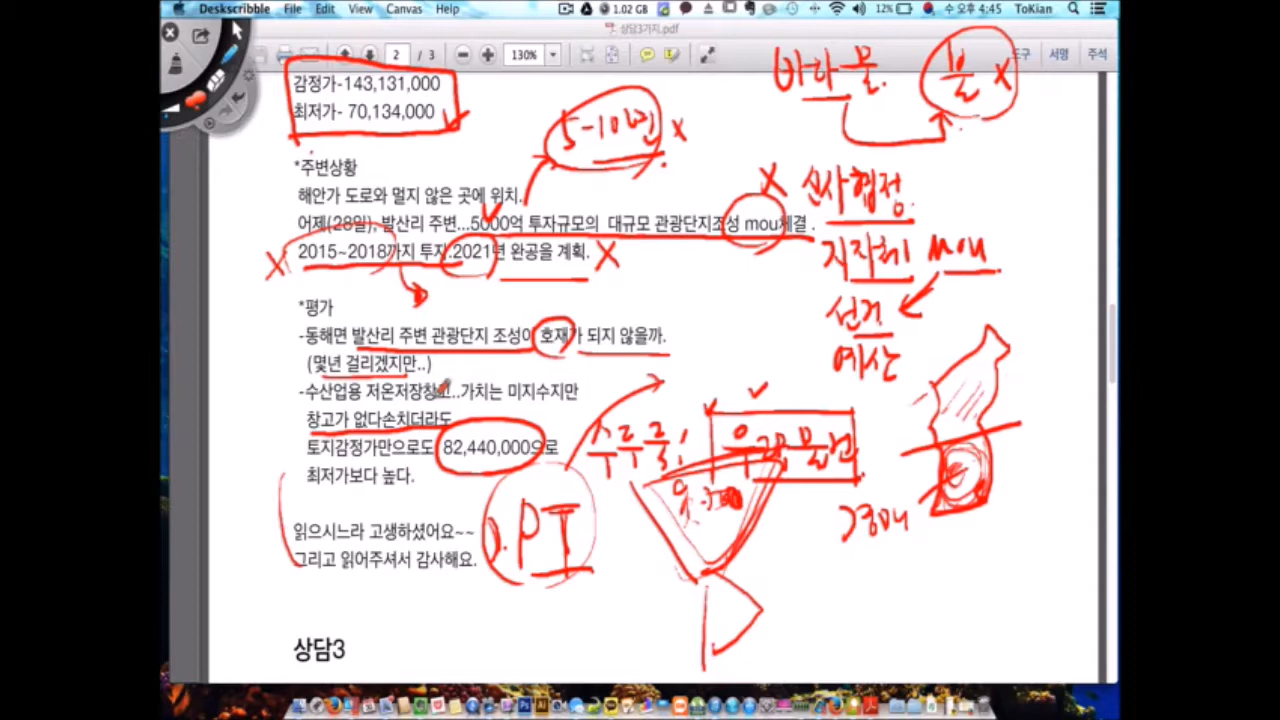 Deskscribble File Edit View Canvas Help 1.02 GB 12% 수 오후 4:45 ToKian
상담3가지.pdf
2 / 3 130% 도구 서명 주석
감정가-143,131,000
최저가- 70,134,000
*주변상황
해안가 도로와 멀지 않은 곳에 위치.
어제(28일), 발산리 주변...5000억 투자규모의 대규모 관광단지조성 mou체결 .
2015~2018까지 투자.2021년 완공을 계획.
*평가
-동해면 발산리 주변 관광단지 조성이 호재가 되지 않을까.
(몇년 걸리겠지만..)
-수산업용 저온저장창고...가치는 미지수지만
창고가 없다손치더라도
토지감정가만으로도 82,440,000으로
최저가보다 높다.
읽으시느라 고생하셨어요~~
그리고 읽어주셔서 감사해요.
상담3
5-10년 x
x
신사협정
지자체 mou
선거
예산
수두룩!
PT
경매